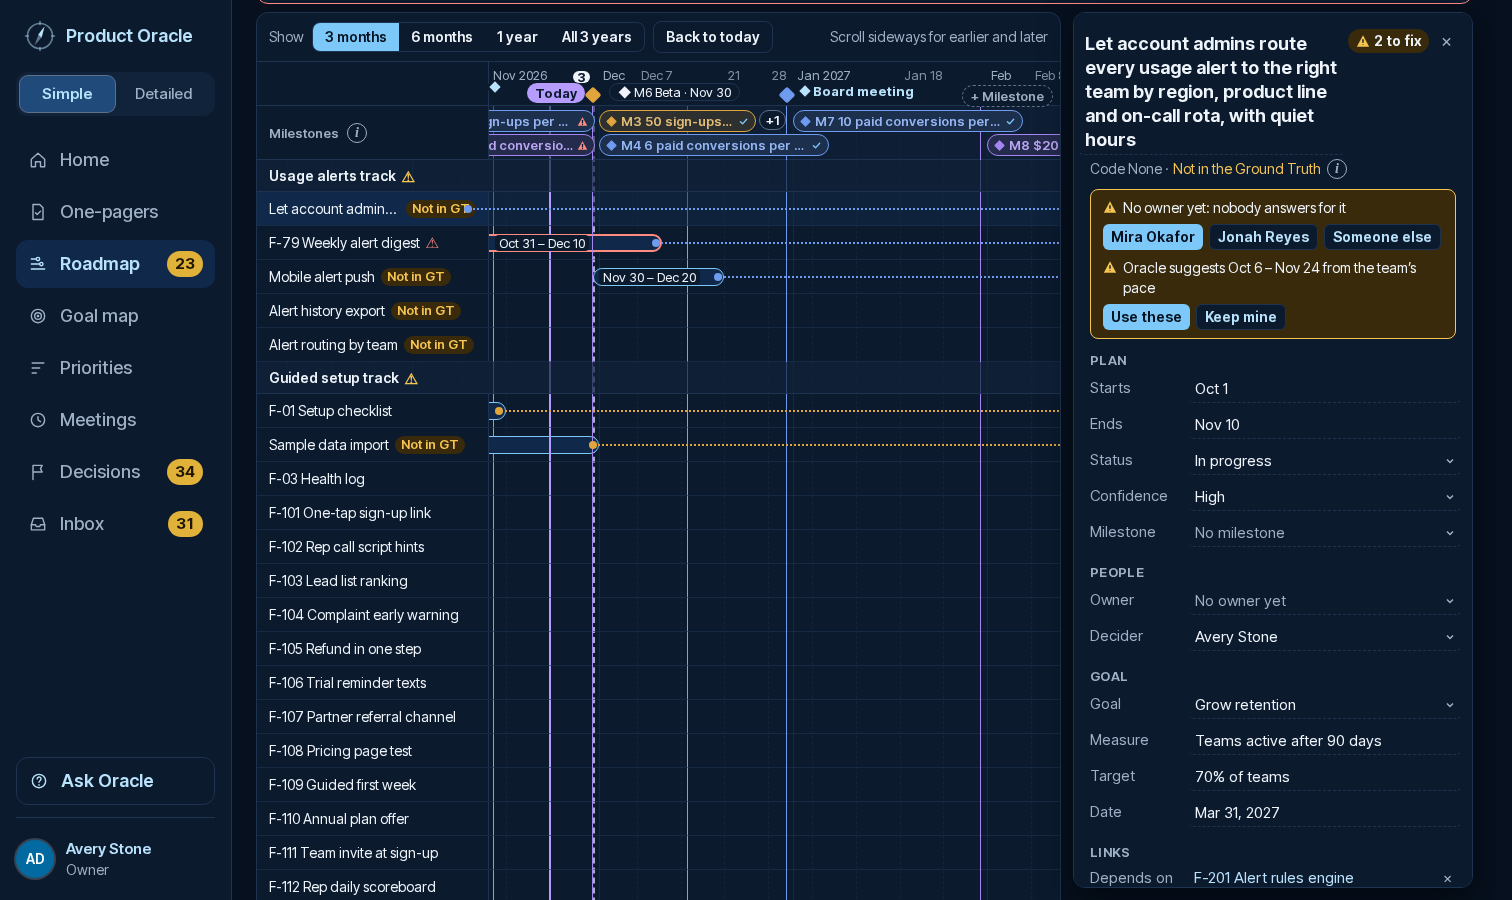 Product Oracle
Simple
Detailed
Home
One-pagers
Roadmap 23
Goal map
Priorities
Meetings
Decisions 34
Inbox 31
Ask Oracle
AD
Avery Stone
Owner
Show 3 months 6 months 1 year All 3 years Back to today Scroll sideways for earlier and later
Nov 2026 3 Dec Dec 7 21 28 Jan 2027 Jan 18 Feb Feb
Today M6 Beta · Nov 30 Board meeting + Milestone
Milestones i
gn-ups per ... M3 50 sign-ups... +1 M7 10 paid conversions per...
d conversio... M4 6 paid conversions per ... M8 $20
Usage alerts track
Let account admin... Not in GT
F-79 Weekly alert digest Oct 31 – Dec 10
Mobile alert push Not in GT Nov 30 – Dec 20
Alert history export Not in GT
Alert routing by team Not in GT
Guided setup track
F-01 Setup checklist
Sample data import Not in GT
F-03 Health log
F-101 One-tap sign-up link
F-102 Rep call script hints
F-103 Lead list ranking
F-104 Complaint early warning
F-105 Refund in one step
F-106 Trial reminder texts
F-107 Partner referral channel
F-108 Pricing page test
F-109 Guided first week
F-110 Annual plan offer
F-111 Team invite at sign-up
F-112 Rep daily scoreboard
Let account admins route
every usage alert to the right
team by region, product line
and on-call rota, with quiet
hours
2 to fix ×
Code None · Not in the Ground Truth i
No owner yet: nobody answers for it
Mira Okafor Jonah Reyes Someone else
Oracle suggests Oct 6 – Nov 24 from the team's
pace
Use these Keep mine
PLAN
Starts Oct 1
Ends Nov 10
Status In progress
Confidence High
Milestone No milestone
PEOPLE
Owner No owner yet
Decider Avery Stone
GOAL
Goal Grow retention
Measure Teams active after 90 days
Target 70% of teams
Date Mar 31, 2027
LINKS
Depends on F-201 Alert rules engine ×